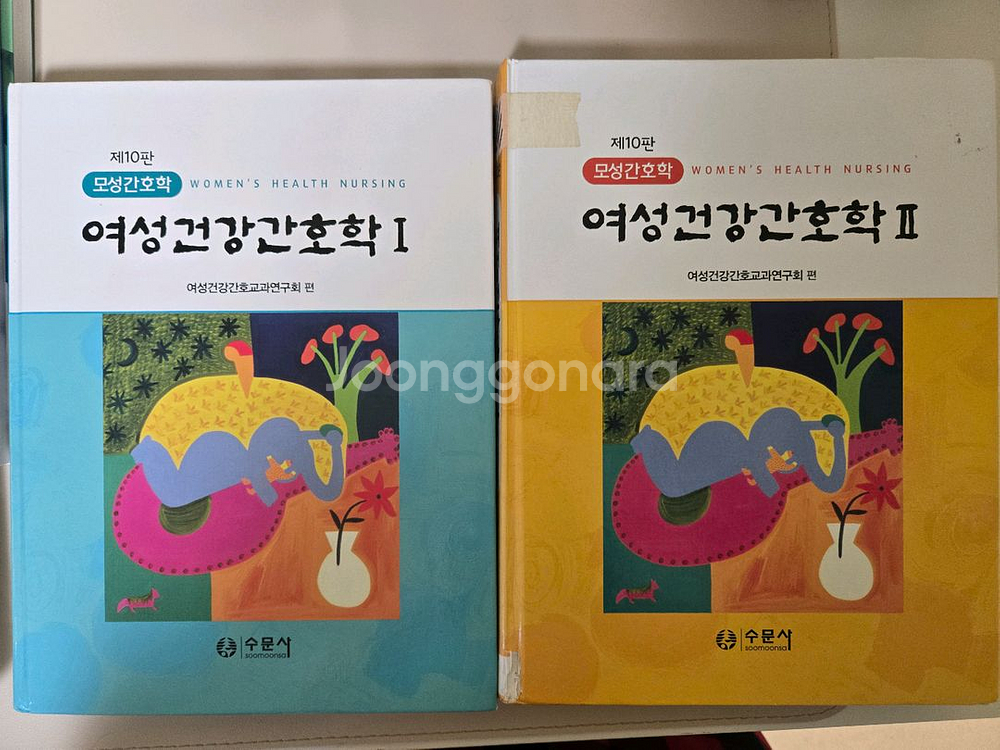 제10판
모성간호학 WOMEN'S HEALTH NURSING
여성건강간호학 I
여성건강간호교과연구회 편
수문사
soomoonsa
제10판
모성간호학 WOMEN'S HEALTH NURSING
여성건강간호학 II
여성건강간호교과연구회 편
수문사
soomoonsa
Joonggonara